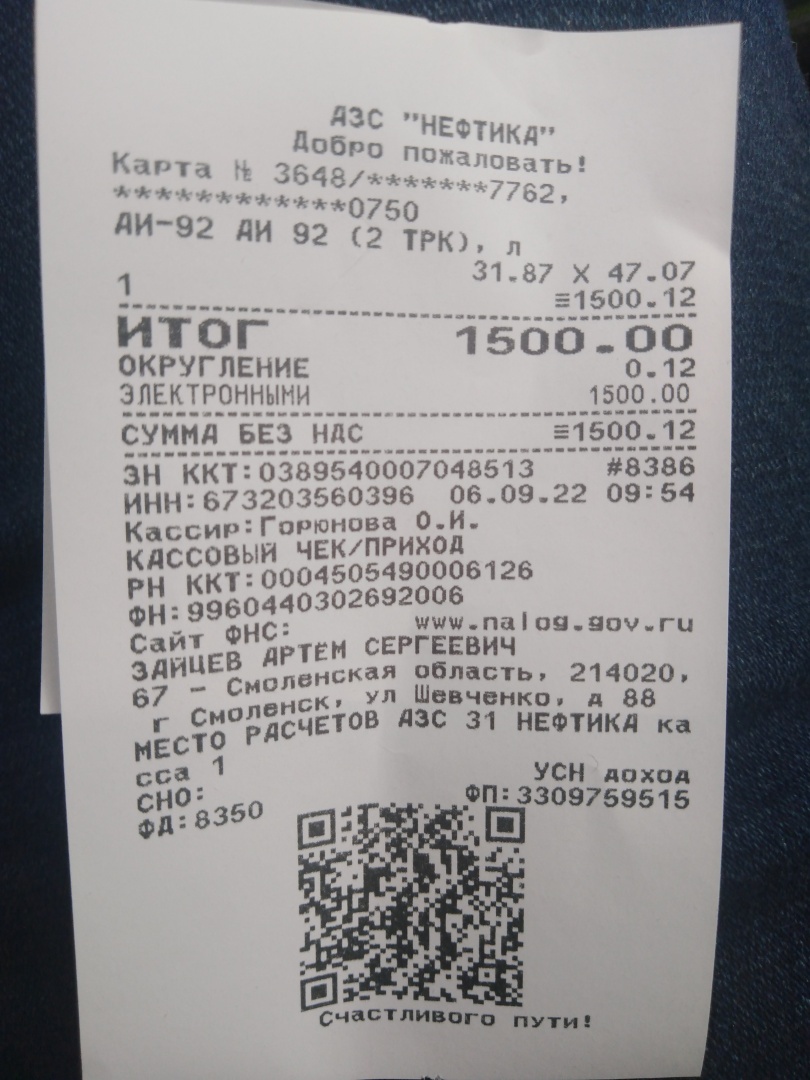 АЗС "НЕФТИКА"
Добро пожаловать!
Карта № 3648/*******7762,
************0750
АИ-92 АИ 92 (2 ТРК), л
31.87 X 47.07
1 ≡1500.12
ИТОГ 1500.00
ОКРУГЛЕНИЕ 0.12
ЭЛЕКТРОННЫМИ 1500.00
СУММА БЕЗ НДС ≡1500.12
ЗН ККТ:0389540007048513 #8386
ИНН:673203560396 06.09.22 09:54
Кассир:Горюнова О.И.
КАССОВЫЙ ЧЕК/ПРИХОД
РН ККТ:0004505490006126
ФН:9960440302692006
Сайт ФНС: www.nalog.gov.ru
ЗАЙЦЕВ АРТЁМ СЕРГЕЕВИЧ
67 - Смоленская область, 214020,
г Смоленск, ул Шевченко, д 88
МЕСТО РАСЧЕТОВ АЗС 31 НЕФТИКА ка
сса 1
СНО: УСН доход
ФД:8350 ФП:3309759515
Счастливого пути!